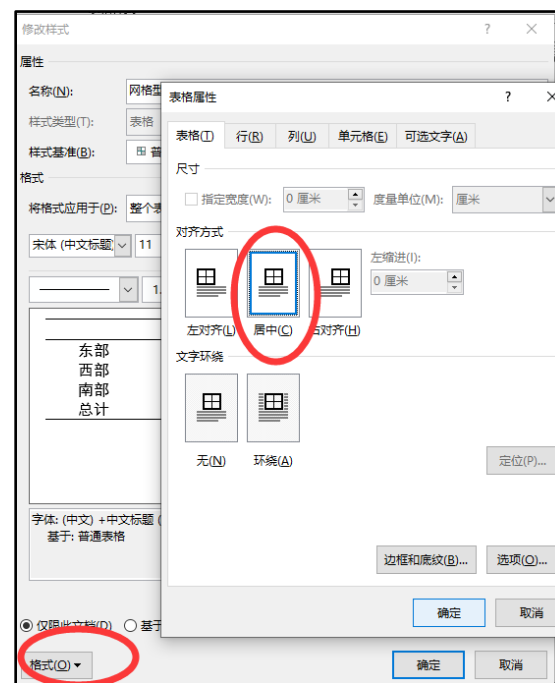 修改样式 ? ×
属性
名称(N): 网格型
样式类型(T): 表格
样式基准(B):
格式
将格式应用于(P): 整个表
宋体 (中文标题 11
东部
西部
南部
总计
字体: (中文) +中文标题 (
基于: 普通表格
仅限此文档(D) 基于
格式(O)
确定 取消
表格属性 ? ×
表格(T) 行(R) 列(U) 单元格(E) 可选文字(A)
尺寸
指定宽度(W): 0 厘米 度量单位(M): 厘米
对齐方式
左缩进(I):
0 厘米
左对齐(L) 居中(C) 右对齐(H)
文字环绕
无(N) 环绕(A)
定位(P)...
边框和底纹(B)... 选项(O)...
确定 取消